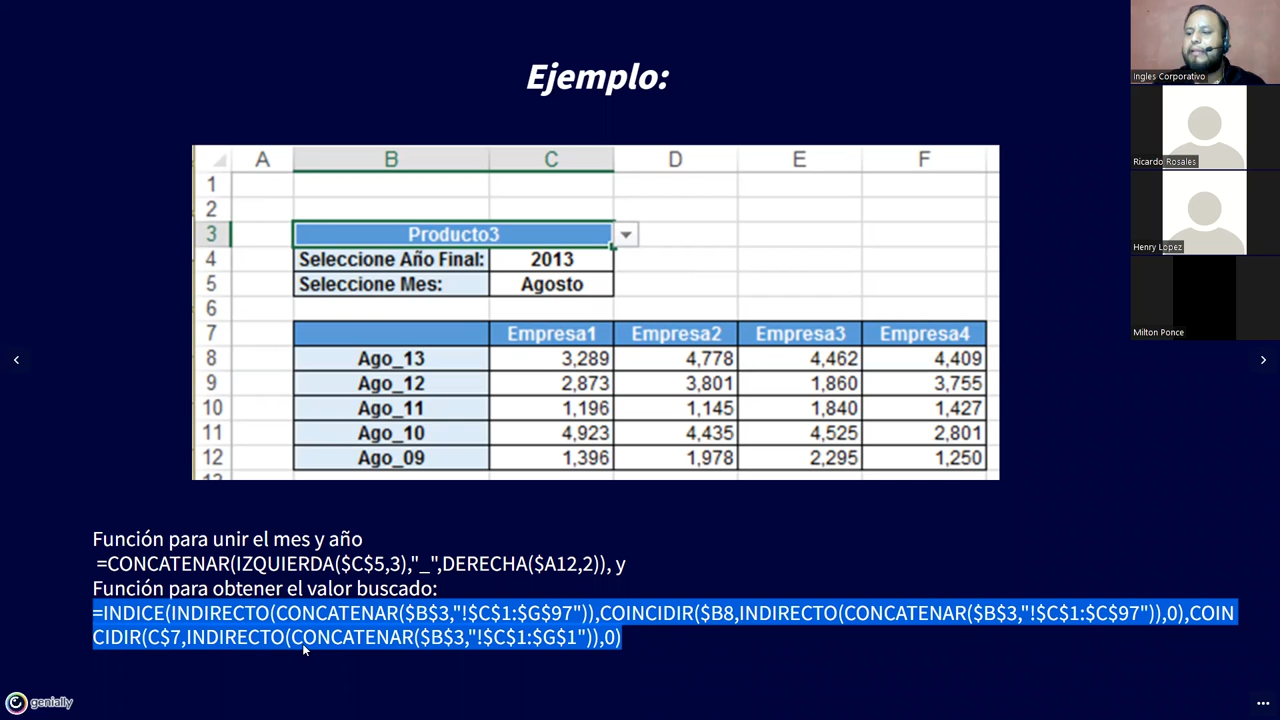 Ejemplo:
A B C D E F
1
2
3 Producto3
4 Seleccione Año Final: 2013
5 Seleccione Mes: Agosto
6
7 Empresa1 Empresa2 Empresa3 Empresa4
8 Ago_13 3,289 4,778 4,462 4,409
9 Ago_12 2,873 3,801 1,860 3,755
10 Ago_11 1,196 1,145 1,840 1,427
11 Ago_10 4,923 4,435 4,525 2,801
12 Ago_09 1,396 1,978 2,295 1,250
Función para unir el mes y año
=CONCATENAR(IZQUIERDA($C$5,3),"_",DERECHA($A12,2)), y
Función para obtener el valor buscado:
=INDICE(INDIRECTO(CONCATENAR($B$3,"!$C$1:$G$97")),COINCIDIR($B8,INDIRECTO(CONCATENAR($B$3,"!$C$1:$C$97")),0),COIN
CIDIR(C$7,INDIRECTO(CONCATENAR($B$3,"!$C$1:$G$1")),0)
genially
Ingles Corporativo
Ricardo Rosales
Henry Lopez
Milton Ponce